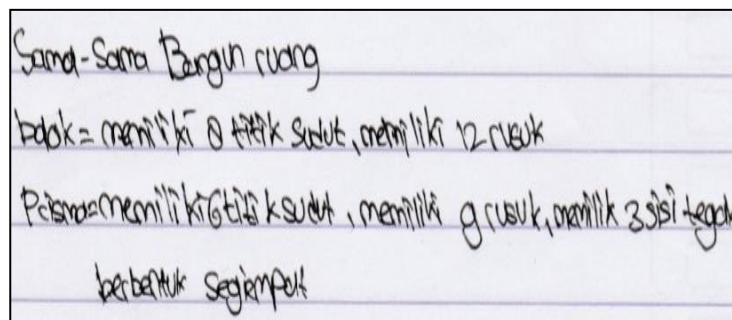 Sama-Sama Bangun ruang
balok = memiliki 8 titik sudut, memiliki 12 rusuk
Prisma = memiliki 6 titik sudut, memiliki 9 rusuk, memilik 3 sisi tegak
berbentuk segiempat